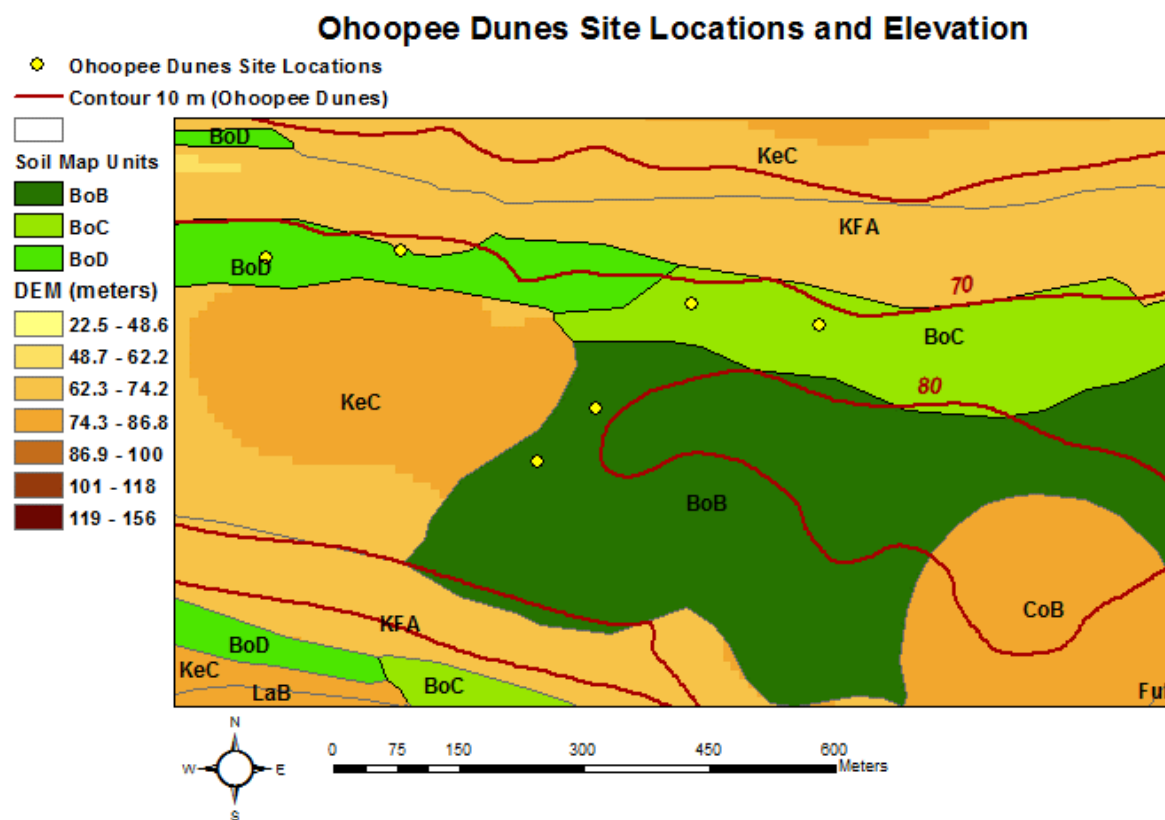 Ohoopee Dunes Site Locations and Elevation
Ohoopee Dunes Site Locations
Contour 10 m (Ohoopee Dunes)
Soil Map Units
BoB
BoC
BoD
DEM (meters)
22.5 - 48.6
48.7 - 62.2
62.3 - 74.2
74.3 - 86.8
86.9 - 100
101 - 118
119 - 156
BoD
KeC
KFA
BoD
70
BoC
80
KeC
BoB
CoB
KFA
BoD
KeC
LaB
BoC
N
W
E
S
0 75 150 300 450 600
Meters